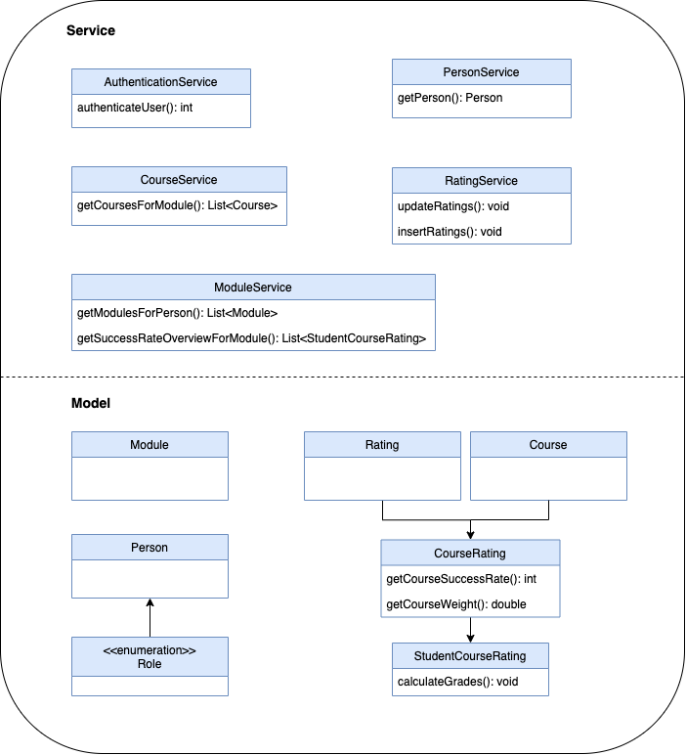 Service
AuthenticationService
authenticateUser(): int
PersonService
getPerson(): Person
CourseService
getCoursesForModule(): List<Course>
RatingService
updateRatings(): void
insertRatings(): void
ModuleService
getModulesForPerson(): List<Module>
getSuccessRateOverviewForModule(): List<StudentCourseRating>
Model
Module
Rating
Course
Person
CourseRating
getCourseSuccessRate(): int
getCourseWeight(): double
<<enumeration>>
Role
StudentCourseRating
calculateGrades(): void